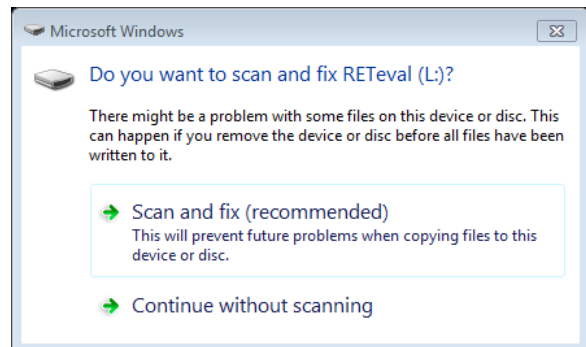 Microsoft Windows
Do you want to scan and fix RETeval (L:)?
There might be a problem with some files on this device or disc. This
can happen if you remove the device or disc before all files have been
written to it.
Scan and fix (recommended)
This will prevent future problems when copying files to this
device or disc.
Continue without scanning